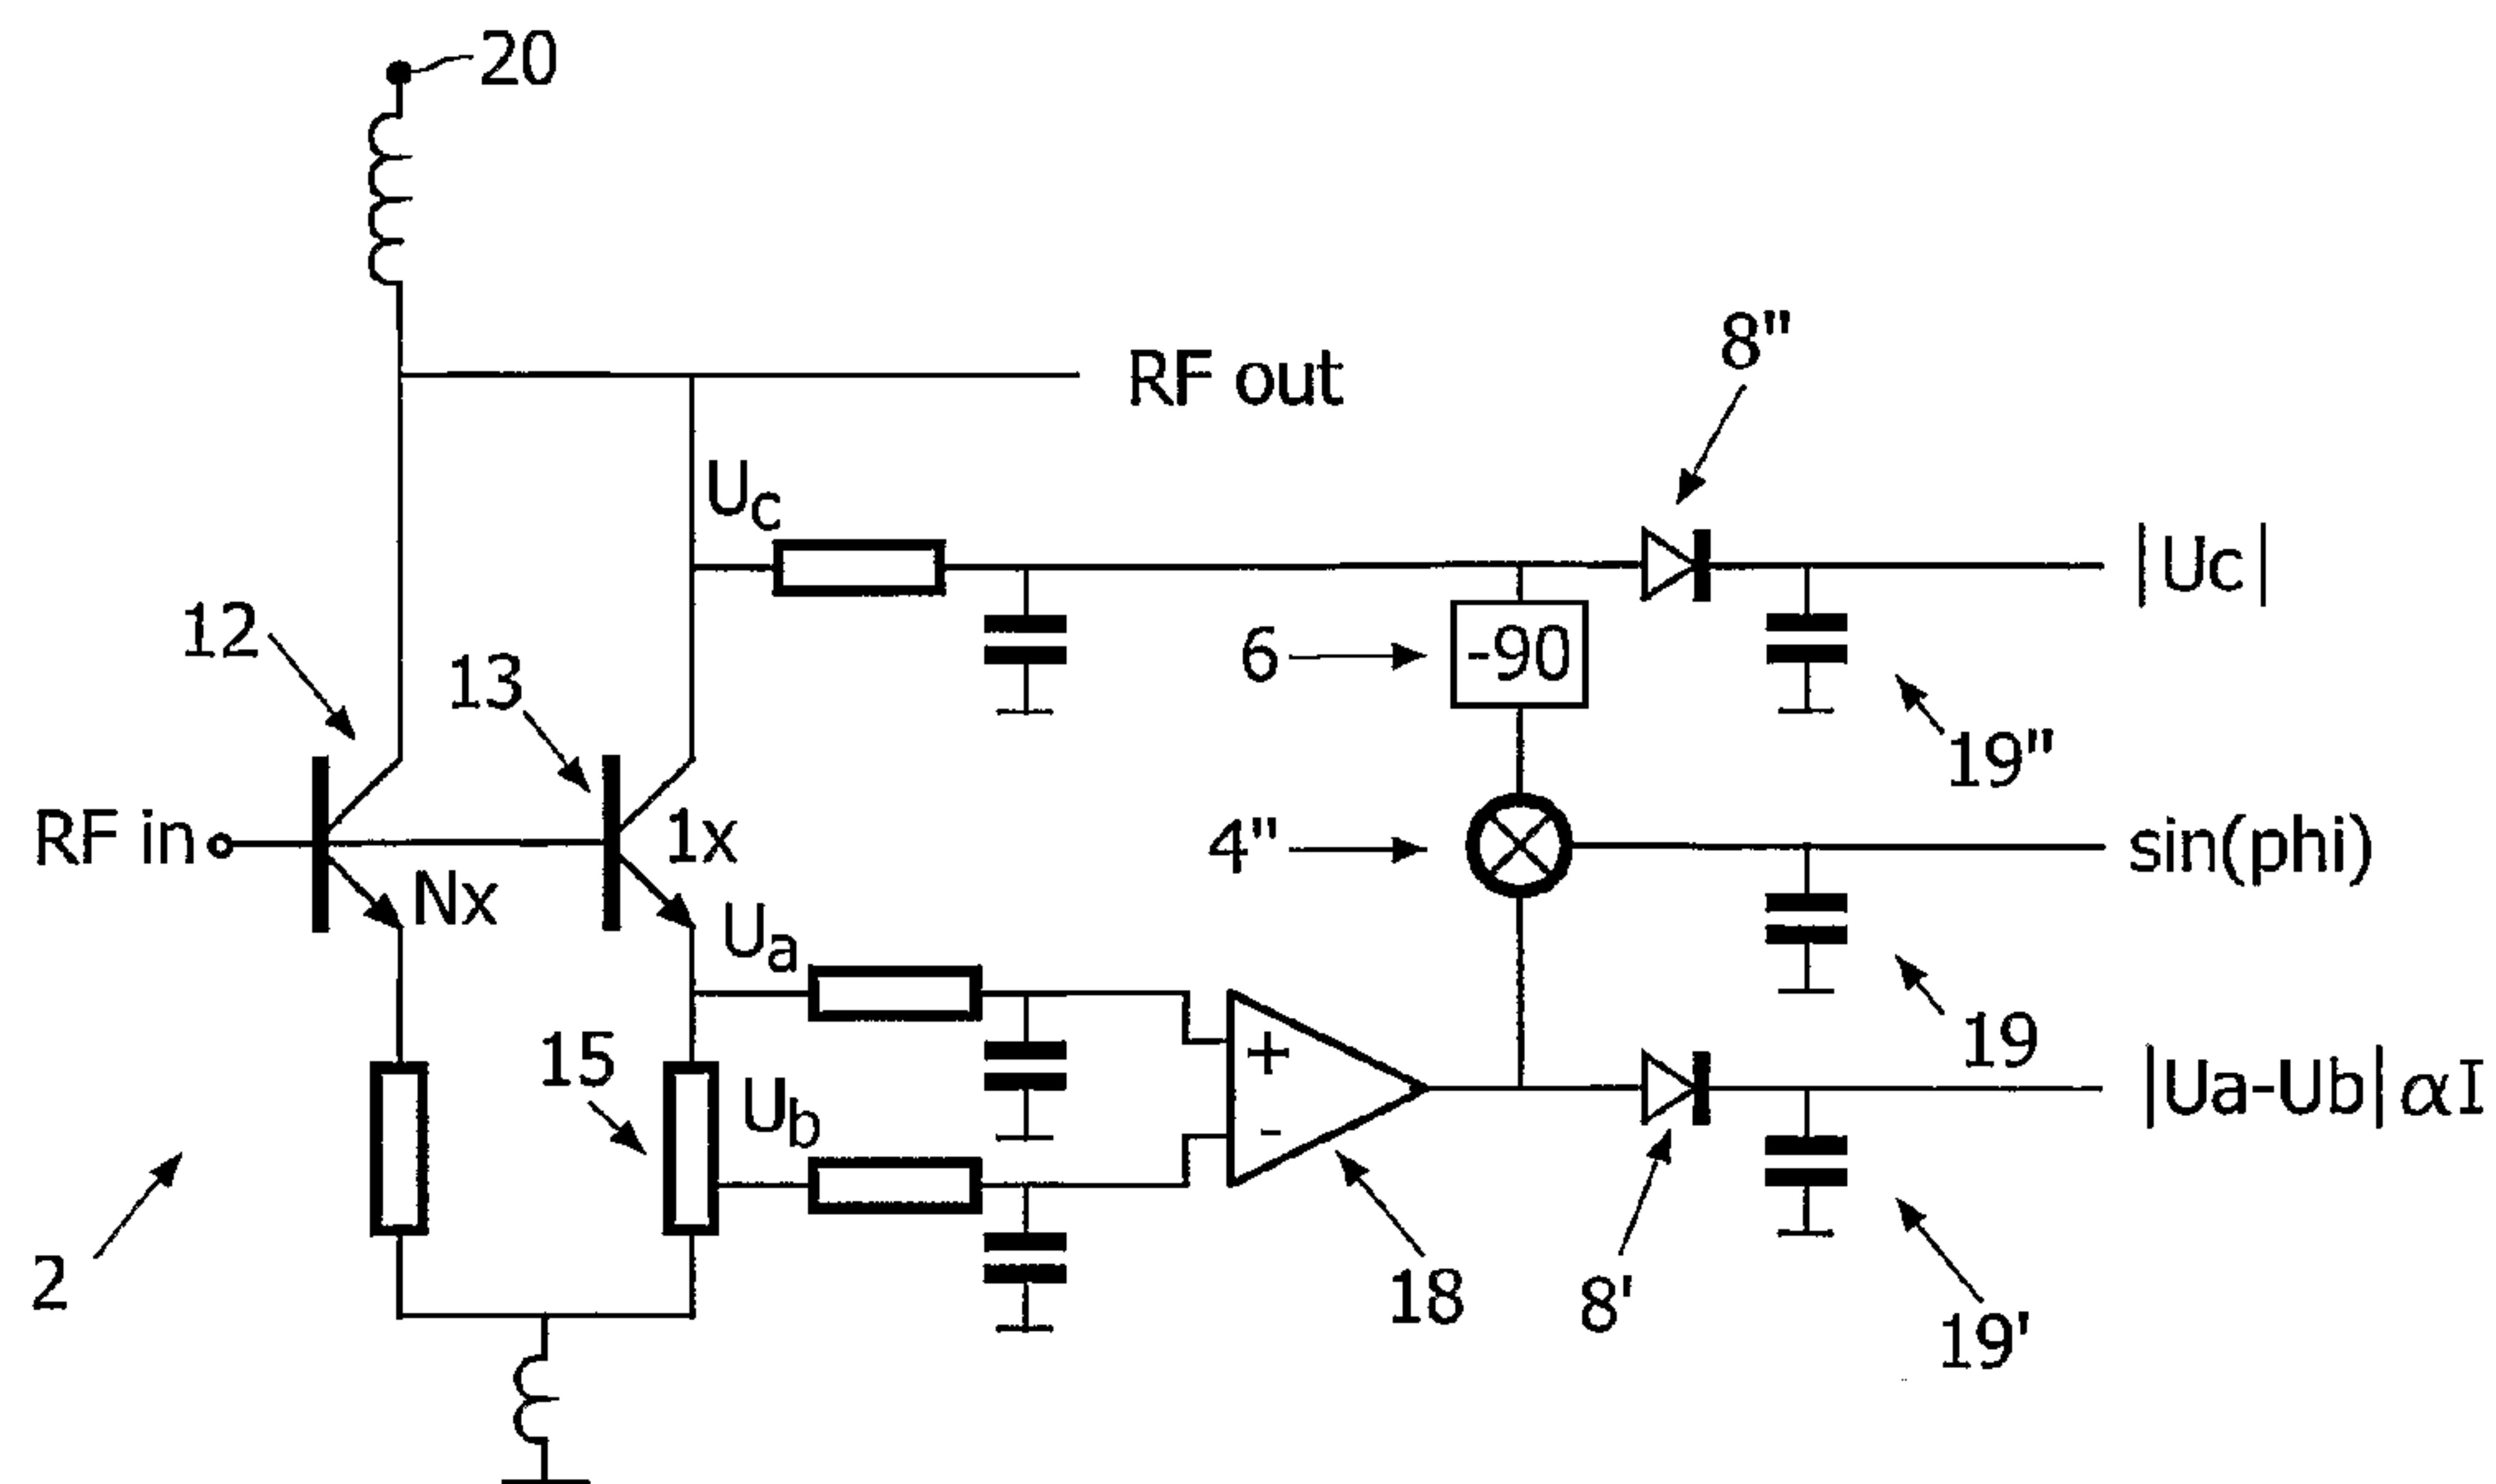 20
RF out
8"
Uc
|Uc|
12
13
6
-90
19"
RF in
Nx
1x
4"
sin(phi)
Ua
19
15
Ub
+
-
|Ua-Ub| αI
2
18
8'
19'